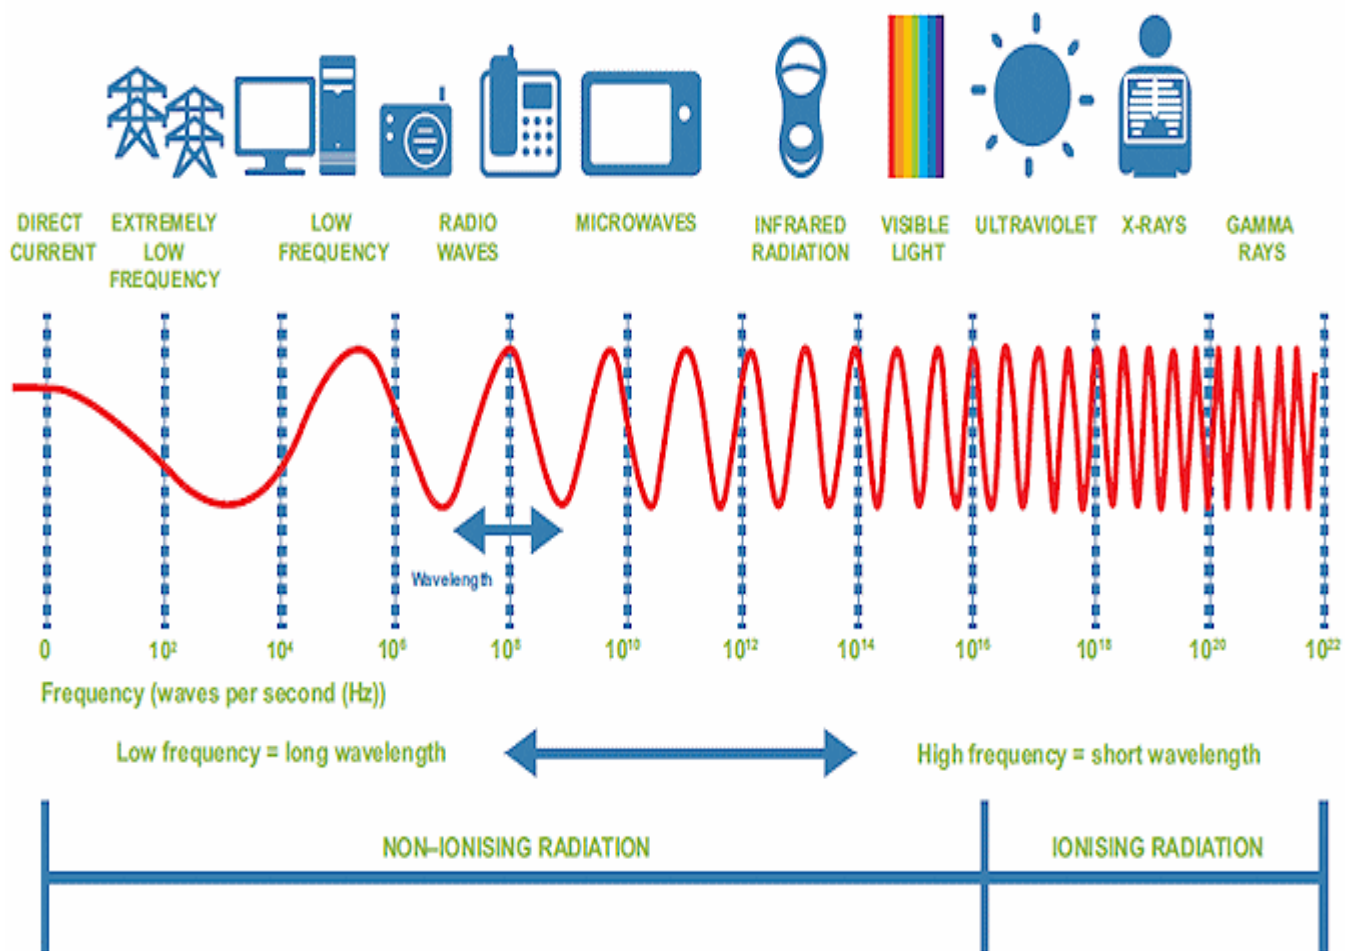 DIRECT
CURRENT
EXTREMELY
LOW
FREQUENCY
LOW
FREQUENCY
RADIO
WAVES
MICROWAVES
INFRARED
RADIATION
VISIBLE
LIGHT
ULTRAVIOLET
X-RAYS
GAMMA
RAYS
Wavelength
0 10² 10⁴ 10⁶ 10⁸ 10¹⁰ 10¹² 10¹⁴ 10¹⁶ 10¹⁸ 10²⁰ 10²²
Frequency (waves per second (Hz))
Low frequency = long wavelength
High frequency = short wavelength
NON–IONISING RADIATION
IONISING RADIATION